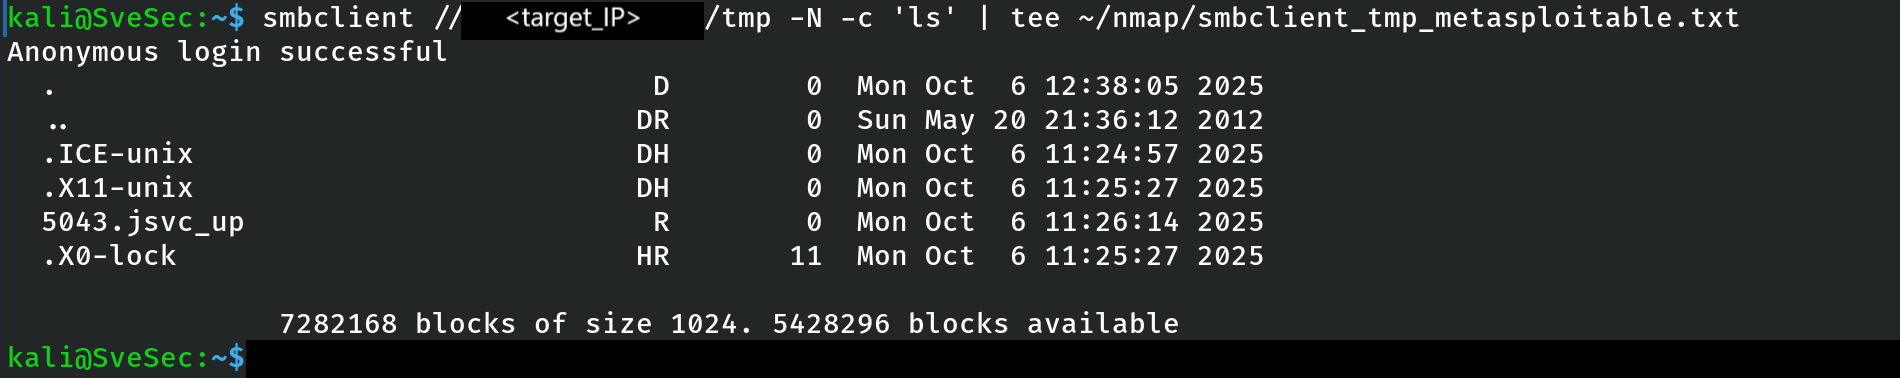 kali@SveSec:~$ smbclient //<target_IP>/tmp -N -c 'ls' | tee ~/nmap/smbclient_tmp_metasploitable.txt
Anonymous login successful
  .                                   D        0  Mon Oct  6 12:38:05 2025
  ..                                 DR        0  Sun May 20 21:36:12 2012
  .ICE-unix                          DH        0  Mon Oct  6 11:24:57 2025
  .X11-unix                          DH        0  Mon Oct  6 11:25:27 2025
  5043.jsvc_up                        R        0  Mon Oct  6 11:26:14 2025
  .X0-lock                           HR       11  Mon Oct  6 11:25:27 2025
                7282168 blocks of size 1024. 5428296 blocks available
kali@SveSec:~$